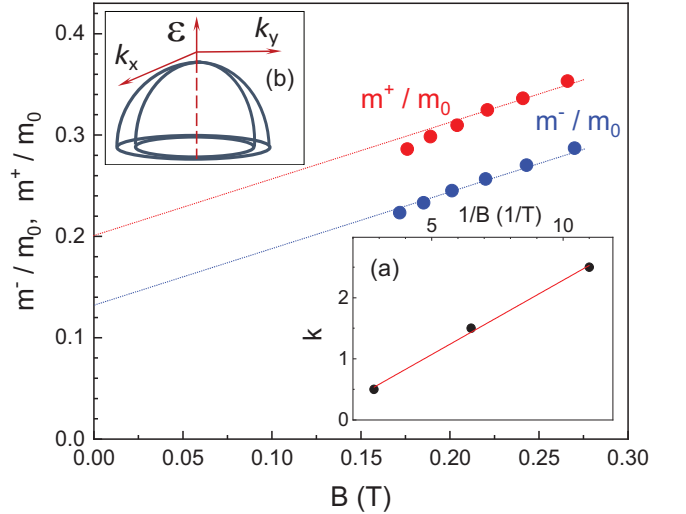 0.4
0.3
0.2
0.1
0.0
m⁻ / m₀, m⁺ / m₀
0.00
0.05
0.10
0.15
0.20
0.25
0.30
B (T)
ε
kₓ
k_y
(b)
m⁺ / m₀
m⁻ / m₀
1/B (1/T)
5
10
(a)
k
2
1
0